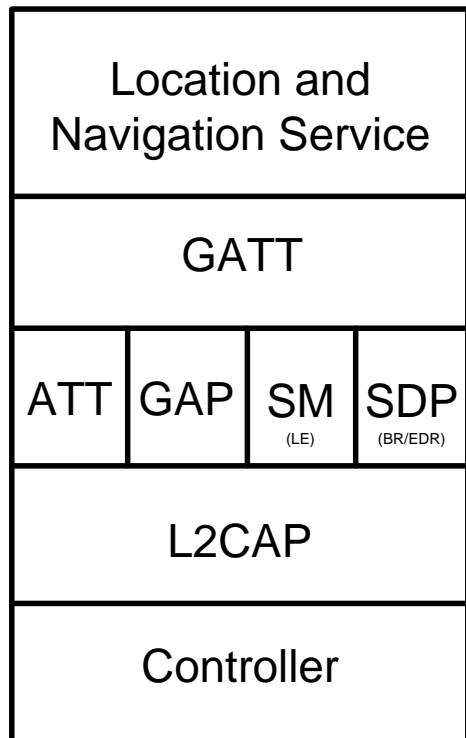 Location and
Navigation Service
GATT
ATT GAP SM SDP
(LE) (BR/EDR)
L2CAP
Controller